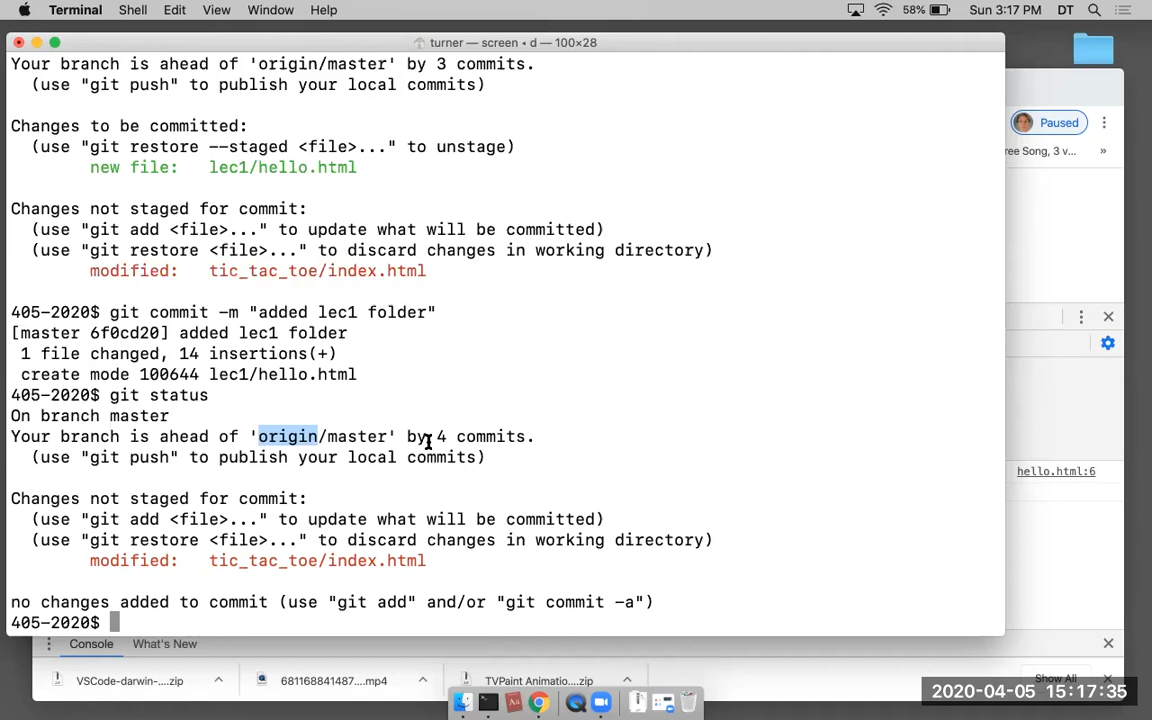 Terminal Shell Edit View Window Help 58% Sun 3:17 PM DT
turner — screen ◂ d — 100×28
Your branch is ahead of 'origin/master' by 3 commits.
(use "git push" to publish your local commits)
Changes to be committed:
(use "git restore --staged <file>..." to unstage)
new file: lec1/hello.html
Changes not staged for commit:
(use "git add <file>..." to update what will be committed)
(use "git restore <file>..." to discard changes in working directory)
modified: tic_tac_toe/index.html
405-2020$ git commit -m "added lec1 folder"
[master 6f0cd20] added lec1 folder
1 file changed, 14 insertions(+)
create mode 100644 lec1/hello.html
405-2020$ git status
On branch master
Your branch is ahead of 'origin/master' by 4 commits.
(use "git push" to publish your local commits)
Changes not staged for commit:
(use "git add <file>..." to update what will be committed)
(use "git restore <file>..." to discard changes in working directory)
modified: tic_tac_toe/index.html
no changes added to commit (use "git add" and/or "git commit -a")
405-2020$
Paused
ree Song, 3 v... »
hello.html:6
Console What's New
VSCode-darwin-....zip 681168841487....mp4 TVPaint Animatio....zip Show All
2020-04-05 15:17:35